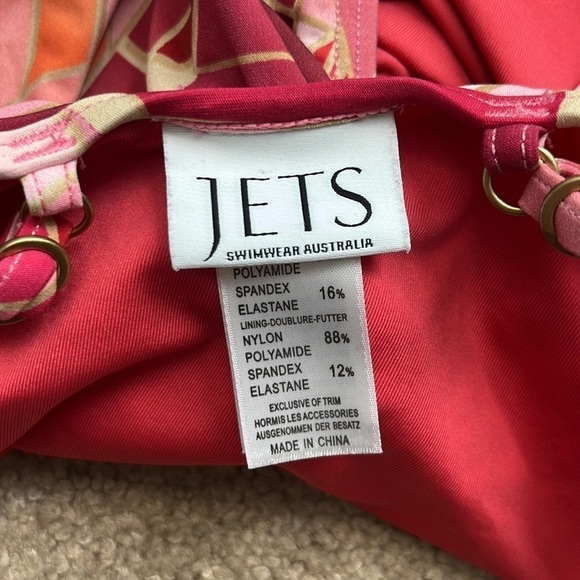 JETS
SWIMWEAR AUSTRALIA
POLYAMIDE
SPANDEX 16%
ELASTANE
LINING-DOUBLURE-FUTTER
NYLON 88%
POLYAMIDE
SPANDEX 12%
ELASTANE
EXCLUSIVE OF TRIM
HORMIS LES ACCESSORIES
AUSGENOMMEN DER BESATZ
MADE IN CHINA